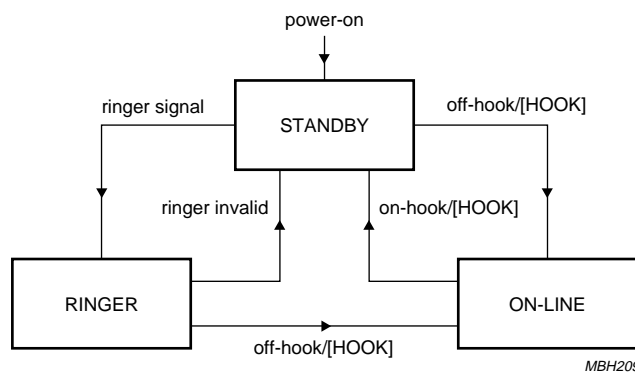 power-on
ringer signal
STANDBY
off-hook/[HOOK]
ringer invalid
on-hook/[HOOK]
RINGER
ON-LINE
off-hook/[HOOK]
MBH209